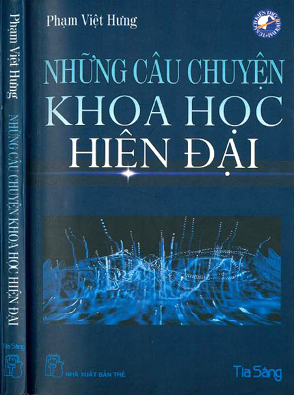 Phạm Việt Hưng
NHỮNG CÂU CHUYỆN KHOA HỌC HIỆN ĐẠI
Tia Sáng
Phạm Việt Hưng
NHỮNG CÂU CHUYỆN
KHOA HỌC
HIỆN ĐẠI
NHÀ XUẤT BẢN TRẺ
Tia Sáng